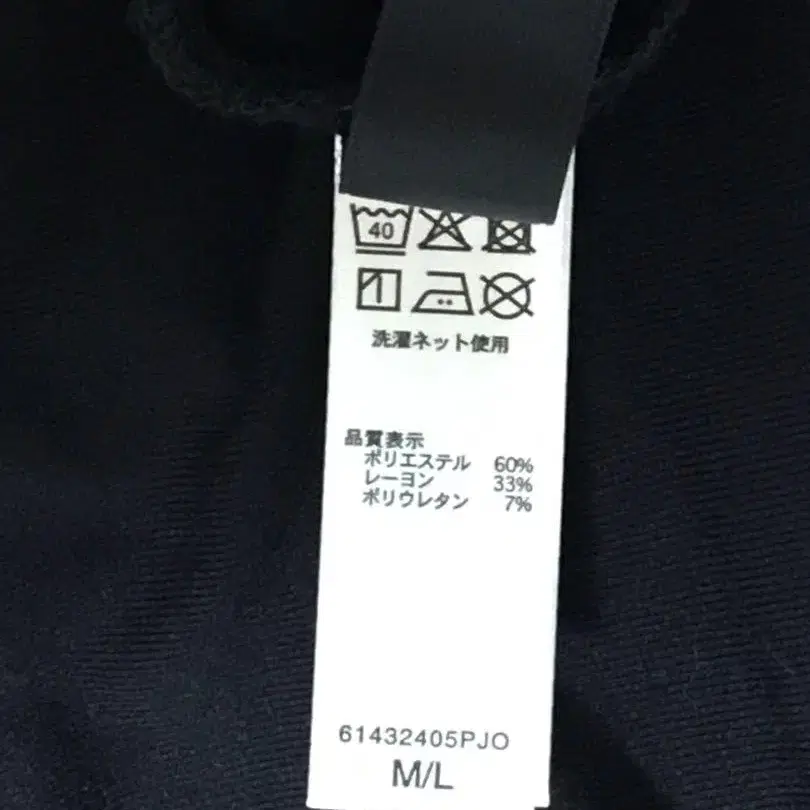 40
洗濯ネット使用
品質表示
ポリエステル 60%
レーヨン 33%
ポリウレタン 7%
61432405PJO
M/L